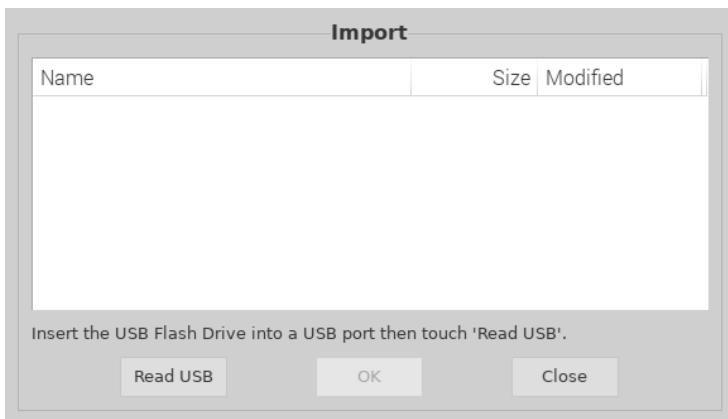 Import
Name Size Modified
Insert the USB Flash Drive into a USB port then touch 'Read USB'.
Read USB OK Close